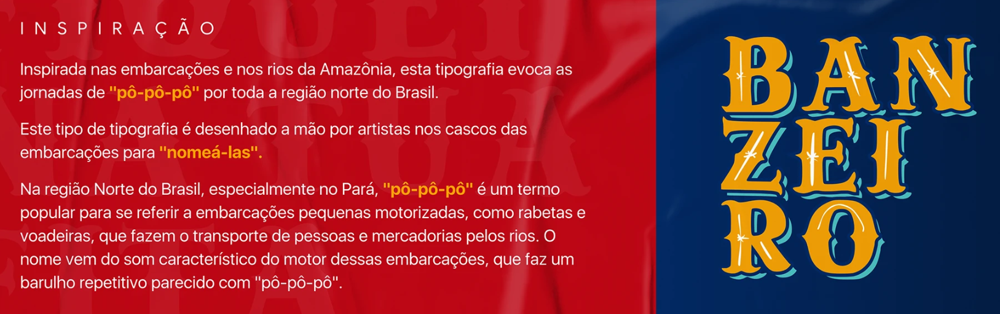 INSPIRAÇÃO
Inspirada nas embarcações e nos rios da Amazônia, esta tipografia evoca as
jornadas de "pô-pô-pô" por toda a região norte do Brasil.
Este tipo de tipografia é desenhado a mão por artistas nos cascos das
embarcações para "nomeá-las".
Na região Norte do Brasil, especialmente no Pará, "pô-pô-pô" é um termo
popular para se referir a embarcações pequenas motorizadas, como rabetas e
voadeiras, que fazem o transporte de pessoas e mercadorias pelos rios. O
nome vem do som característico do motor dessas embarcações, que faz um
barulho repetitivo parecido com "pô-pô-pô".
BAN
ZEI
RO